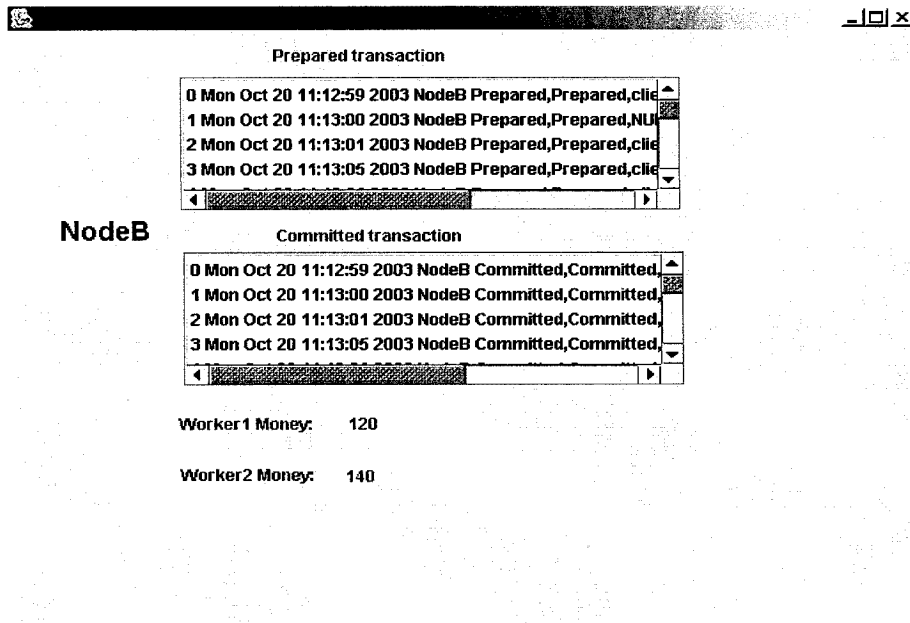 Prepared transaction
0 Mon Oct 20 11:12:59 2003 NodeB Prepared,Prepared,clie
1 Mon Oct 20 11:13:00 2003 NodeB Prepared,Prepared,NUL
2 Mon Oct 20 11:13:01 2003 NodeB Prepared,Prepared,clie
3 Mon Oct 20 11:13:05 2003 NodeB Prepared,Prepared,clie
NodeB
Committed transaction
0 Mon Oct 20 11:12:59 2003 NodeB Committed,Committed,
1 Mon Oct 20 11:13:00 2003 NodeB Committed,Committed,
2 Mon Oct 20 11:13:01 2003 NodeB Committed,Committed,
3 Mon Oct 20 11:13:05 2003 NodeB Committed,Committed,
Worker1 Money: 120
Worker2 Money: 140